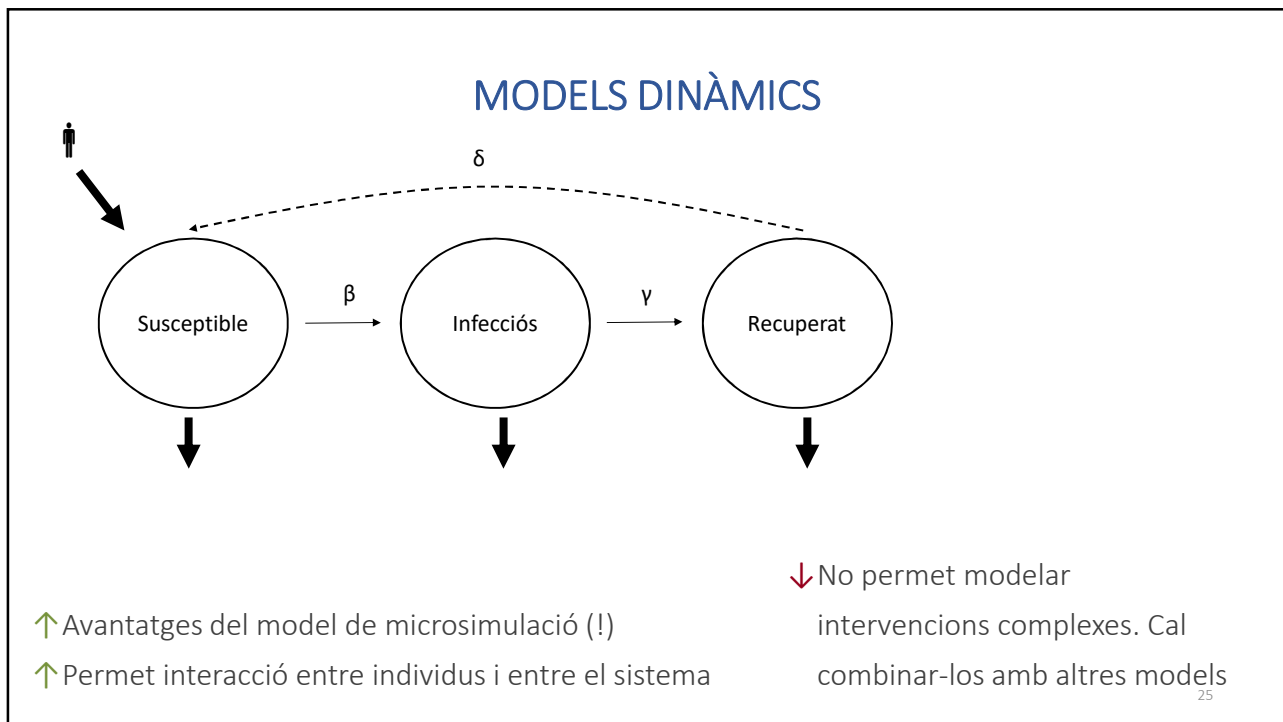 MODELS DINÀMICS
δ
β
γ
Susceptible
Infecciós
Recuperat
↑Avantatges del model de microsimulació (!)
↑Permet interacció entre individus i entre el sistema
↓No permet modelar
intervencions complexes. Cal
combinar-los amb altres models
25